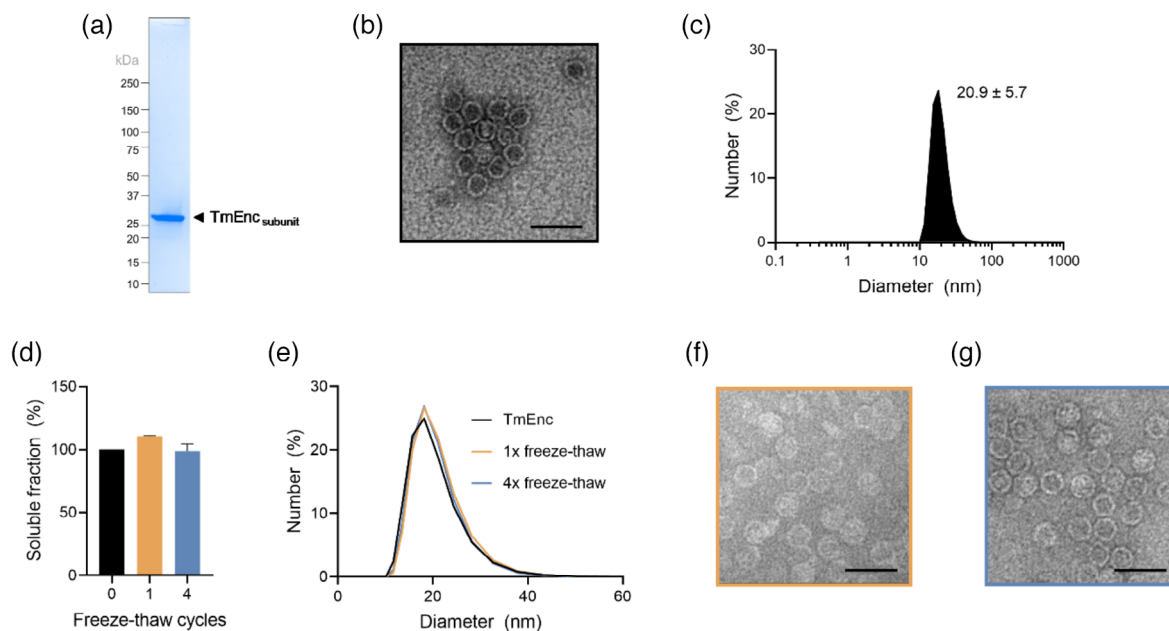 (a)
kDa
250
150
100
75
50
37
25
20
15
10
TmEnc subunit
(b)
(c)
Number (%)
30
20
10
0
20.9 ± 5.7
0.1 1 10 100 1000
Diameter (nm)
(d)
Soluble fraction (%)
150
100
50
0
0 1 4
Freeze-thaw cycles
(e)
Number (%)
30
20
10
0
TmEnc
1x freeze-thaw
4x freeze-thaw
0 20 40 60
Diameter (nm)
(f)
(g)